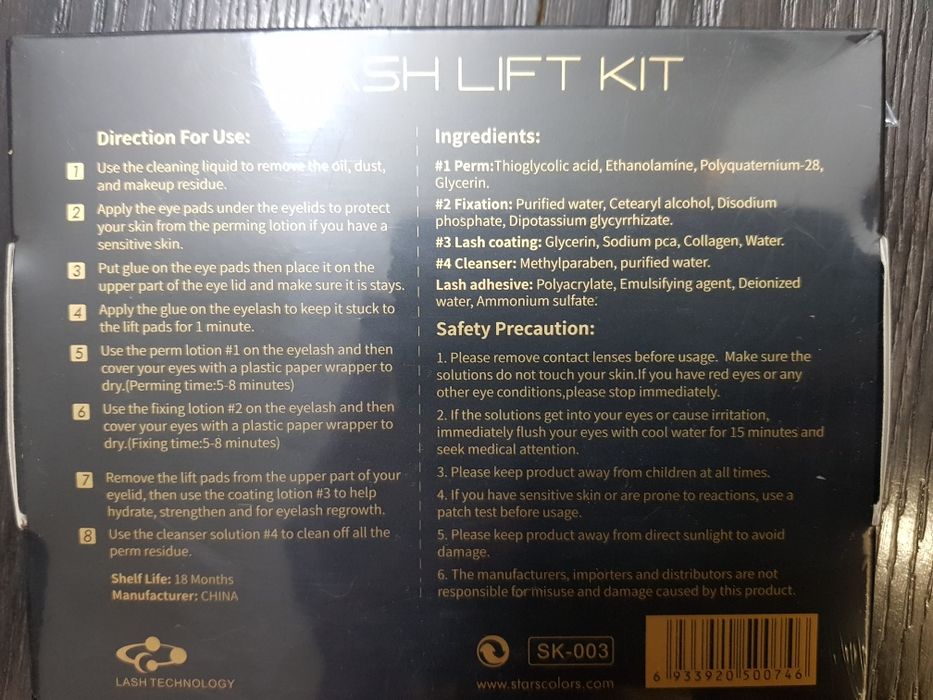 LASH LIFT KIT
Direction For Use:
1 Use the cleaning liquid to remove the oil, dust,
and makeup residue.
2 Apply the eye pads under the eyelids to protect
your skin from the perming lotion if you have a
sensitive skin.
3 Put glue on the eye pads then place it on the
upper part of the eye lid and make sure it is stays.
4 Apply the glue on the eyelash to keep it stuck to
the lift pads for 1 minute.
5 Use the perm lotion #1 on the eyelash and then
cover your eyes with a plastic paper wrapper to
dry.(Perming time:5-8 minutes)
6 Use the fixing lotion #2 on the eyelash and then
cover your eyes with a plastic paper wrapper to
dry.(Fixing time:5-8 minutes)
7 Remove the lift pads from the upper part of your
eyelid, then use the coating lotion #3 to help
hydrate, strengthen and for eyelash regrowth.
8 Use the cleanser solution #4 to clean off all the
perm residue.
Shelf Life: 18 Months
Manufacturer: CHINA
LASH TECHNOLOGY
Ingredients:
#1 Perm:Thioglycolic acid, Ethanolamine, Polyquaternium-28,
Glycerin.
#2 Fixation: Purified water, Cetearyl alcohol, Disodium
phosphate, Dipotassium glycyrrhizate.
#3 Lash coating: Glycerin, Sodium pca, Collagen, Water.
#4 Cleanser: Methylparaben, purified water.
Lash adhesive: Polyacrylate, Emulsifying agent, Deionized
water, Ammonium sulfate.
Safety Precaution:
1. Please remove contact lenses before usage. Make sure the
solutions do not touch your skin.If you have red eyes or any
other eye conditions,please stop immediately.
2. If the solutions get into your eyes or cause irritation,
immediately flush your eyes with cool water for 15 minutes and
seek medical attention.
3. Please keep product away from children at all times.
4. If you have sensitive skin or are prone to reactions, use a
patch test before usage.
5. Please keep product away from direct sunlight to avoid
damage.
6. The manufacturers, importers and distributors are not
responsible for misuse and damage caused by this product.
SK-003
www.starscolors.com
6 933920 500746